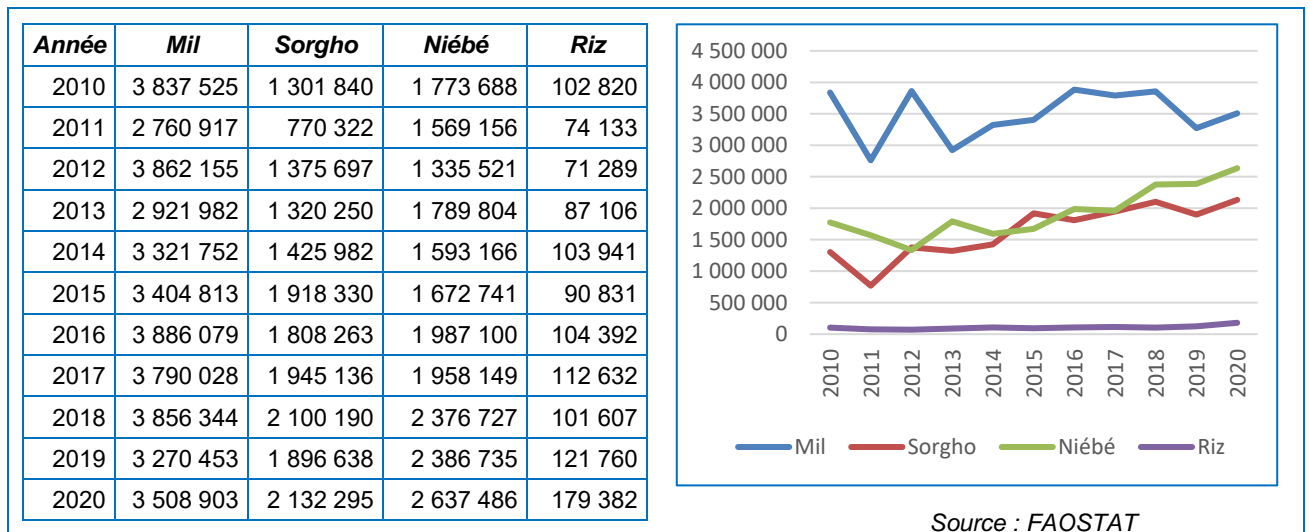 Année Mil Sorgho Niébé Riz
2010 3 837 525 1 301 840 1 773 688 102 820
2011 2 760 917 770 322 1 569 156 74 133
2012 3 862 155 1 375 697 1 335 521 71 289
2013 2 921 982 1 320 250 1 789 804 87 106
2014 3 321 752 1 425 982 1 593 166 103 941
2015 3 404 813 1 918 330 1 672 741 90 831
2016 3 886 079 1 808 263 1 987 100 104 392
2017 3 790 028 1 945 136 1 958 149 112 632
2018 3 856 344 2 100 190 2 376 727 101 607
2019 3 270 453 1 896 638 2 386 735 121 760
2020 3 508 903 2 132 295 2 637 486 179 382
4 500 000
4 000 000
3 500 000
3 000 000
2 500 000
2 000 000
1 500 000
1 000 000
500 000
0
2010 2011 2012 2013 2014 2015 2016 2017 2018 2019 2020
Mil Sorgho Niébé Riz
Source : FAOSTAT